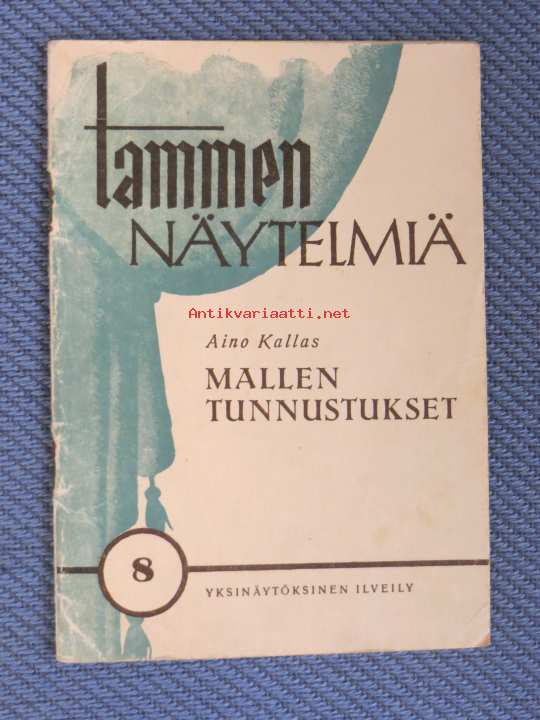 tammen
NÄYTELMIÄ
Antikvariaatti.net
Aino Kallas
MALLEN
TUNNUSTUKSET
8
YKSINÄYTÖKSINEN ILVEILY